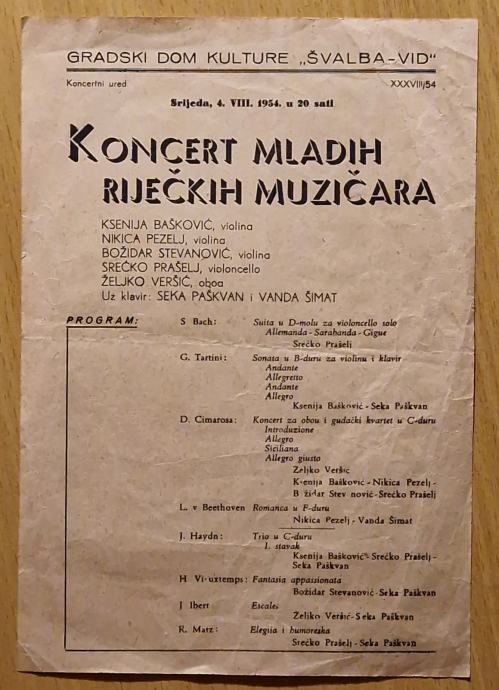 GRADSKI DOM KULTURE „ŠVALBA-VID“
Koncertni ured XXXVIII/54
Srijeda, 4. VIII. 1954. u 20 sati
KONCERT MLADIH
RIJEČKIH MUZIČARA
KSENIJA BAŠKOVIĆ, violina
NIKICA PEZELJ, violina
BOŽIDAR STEVANOVIĆ, violina
SREĆKO PRAŠELJ, violoncello
ŽELJKO VERŠIĆ, oboa
Uz klavir: SEKA PAŠKVAN i VANDA ŠIMAT
PROGRAM:
S Bach: Suita u D-molu za violoncello solo
Allemanda - Sarabanda - Gigue
Srećko Prašelj
G. Tartini: Sonata u B-duru za violinu i klavir
Andante
Allegretto
Andante
Allegro
Ksenija Bašković - Seka Paškvan
D. Cimarosa: Koncert za obou i gudački kvartet u C-duru
Introduzione
Allegro
Siciliana
Allegro giusto
Željko Veršić
Ksenija Bašković - Nikica Pezelj -
B židar Stev nović - Srećko Prašelj
L. v Beethoven Romanca u F-duru
Nikica Pezelj - Vanda Šimat
J. Haydn: Trio u C-duru
I. stavak
Ksenija Bašković - Srećko Prašelj -
Seka Paškvan
H Vi uxtemps: Fantasia appassionata
Božidar Stevanović - Seka Paškvan
J Ibert Escales
Željko Veršić - Seka Paškvan
R. Matz: Elegija i humoreska
Srećko Prašelj - Seka Paškvan